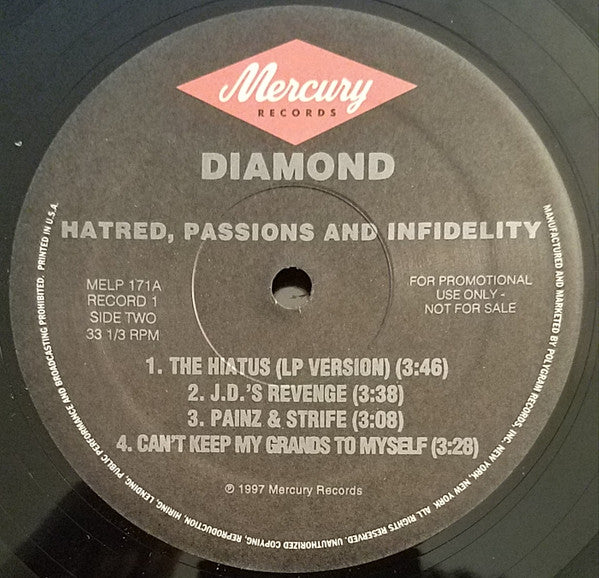 Mercury
RECORDS
DIAMOND
HATRED, PASSIONS AND INFIDELITY
MELP 171A
RECORD 1
SIDE TWO
33 1/3 RPM
FOR PROMOTIONAL
USE ONLY -
NOT FOR SALE
1. THE HIATUS (LP VERSION) (3:46)
2. J.D.'S REVENGE (3:38)
3. PAINZ & STRIFE (3:08)
4. CAN'T KEEP MY GRANDS TO MYSELF (3:28)
℗ 1997 Mercury Records
MANUFACTURED AND MARKETED BY POLYGRAM RECORDS, INC. NEW YORK, NEW YORK. ALL RIGHTS RESERVED. UNAUTHORIZED COPYING, REPRODUCTION, HIRING, LENDING, PUBLIC PERFORMANCE AND BROADCASTING PROHIBITED. PRINTED IN U.S.A.